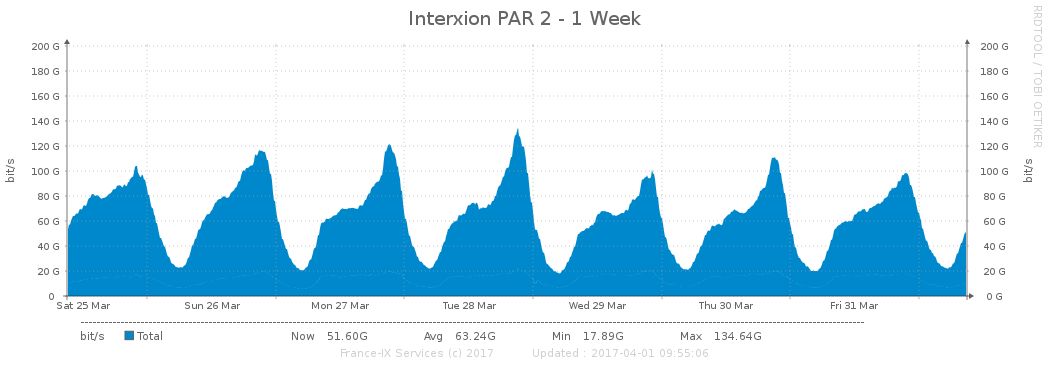 Interxion PAR 2 - 1 Week
RRDTOOL / TOBI OETIKER
bit/s
200 G 200 G
180 G 180 G
160 G 160 G
140 G 140 G
120 G 120 G
100 G 100 G
80 G 80 G
60 G 60 G
40 G 40 G
20 G 20 G
0 0 G
bit/s
Sat 25 Mar Sun 26 Mar Mon 27 Mar Tue 28 Mar Wed 29 Mar Thu 30 Mar Fri 31 Mar
bit/s Total Now 51.60G Avg 63.24G Min 17.89G Max 134.64G
France-IX Services (c) 2017 Updated : 2017-04-01 09:55:06